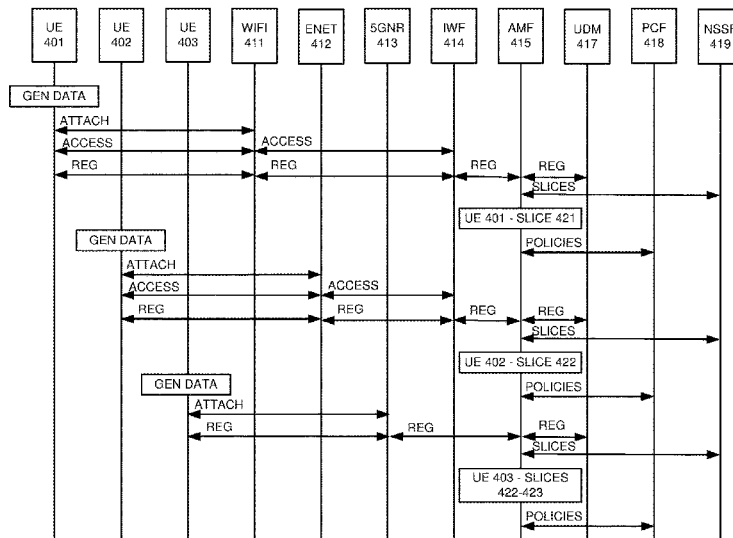 UE 401
UE 402
UE 403
WIFI 411
ENET 412
5GNR 413
IWF 414
AMF 415
UDM 417
PCF 418
NSSF 419
GEN DATA
ATTACH
ACCESS
ACCESS
REG
REG
REG
REG
SLICES
UE 401 - SLICE 421
GEN DATA
POLICIES
ATTACH
ACCESS
ACCESS
REG
REG
REG
REG
SLICES
UE 402 - SLICE 422
GEN DATA
POLICIES
ATTACH
REG
REG
REG
SLICES
UE 403 - SLICES
422-423
POLICIES